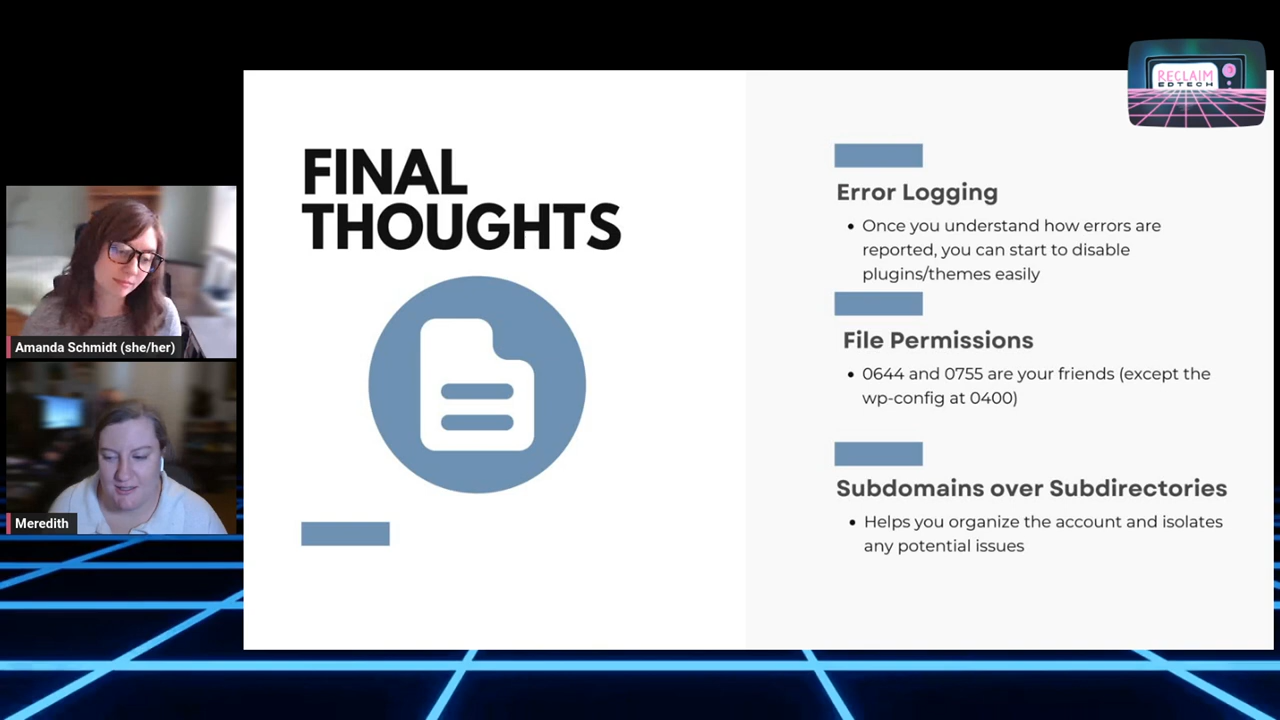 RECLAIM
EDTECH
FINAL
THOUGHTS
Error Logging
• Once you understand how errors are
reported, you can start to disable
plugins/themes easily
File Permissions
• 0644 and 0755 are your friends (except the
wp-config at 0400)
Subdomains over Subdirectories
• Helps you organize the account and isolates
any potential issues
Amanda Schmidt (she/her)
Meredith